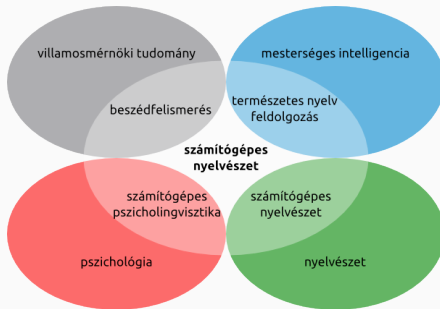 villamosmérnöki tudomány
mesterséges intelligencia
beszédfelismerés
természetes nyelv
feldolgozás
számítógépes
nyelvészet
számítógépes
pszicholingvisztika
számítógépes
nyelvészet
pszichológia
nyelvészet